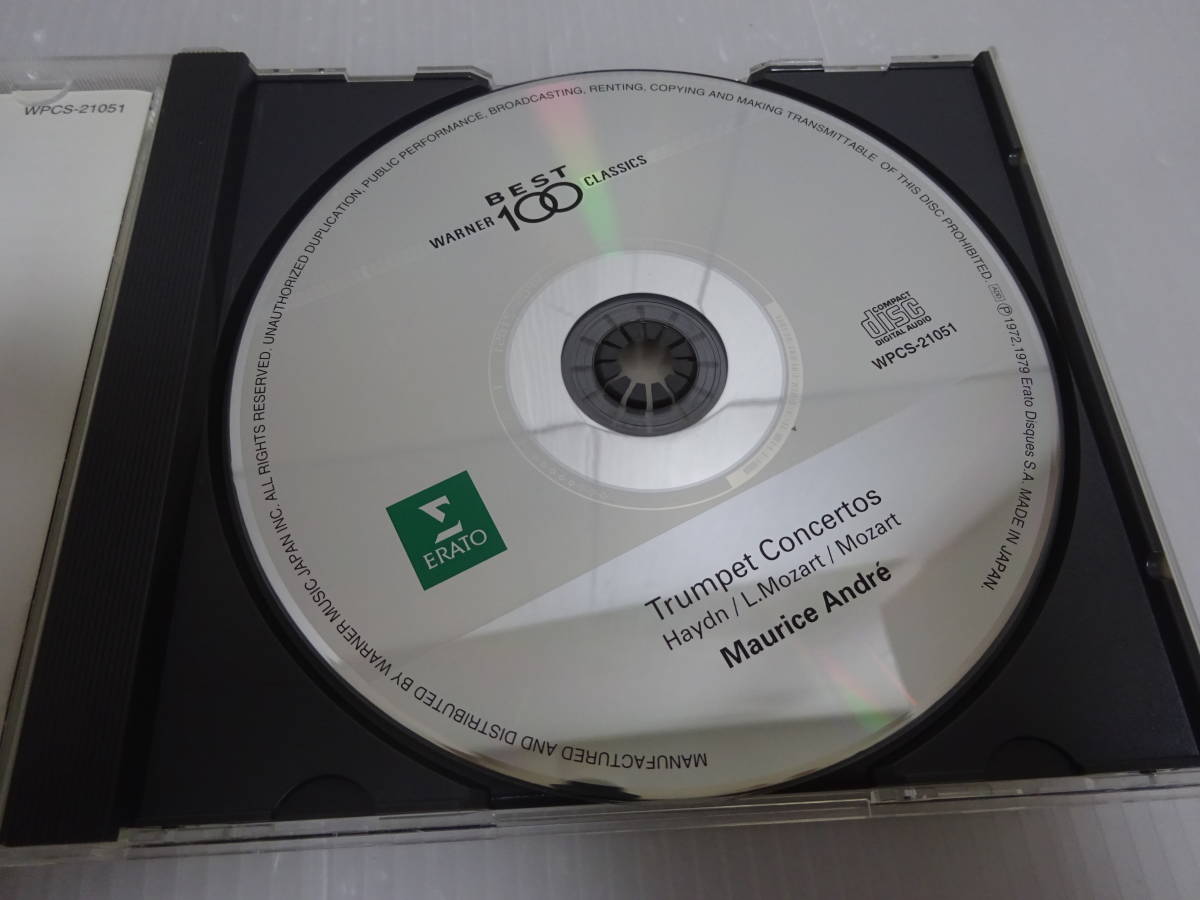 WPCS-21051
MANUFACTURED AND DISTRIBUTED BY WARNER MUSIC JAPAN INC. ALL RIGHTS RESERVED. UNAUTHORIZED DUPLICATION, PUBLIC PERFORMANCE, BROADCASTING, RENTING, COPYING AND MAKING TRANSMITTABLE OF THIS DISC PROHIBITED. ℗1972,1979 Erato Disques S.A. MADE IN JAPAN.
BEST
WARNER 100 CLASSICS
COMPACT
disc
DIGITAL AUDIO
WPCS-21051
ERATO
Trumpet Concertos
Haydn / L.Mozart / Mozart
Maurice André